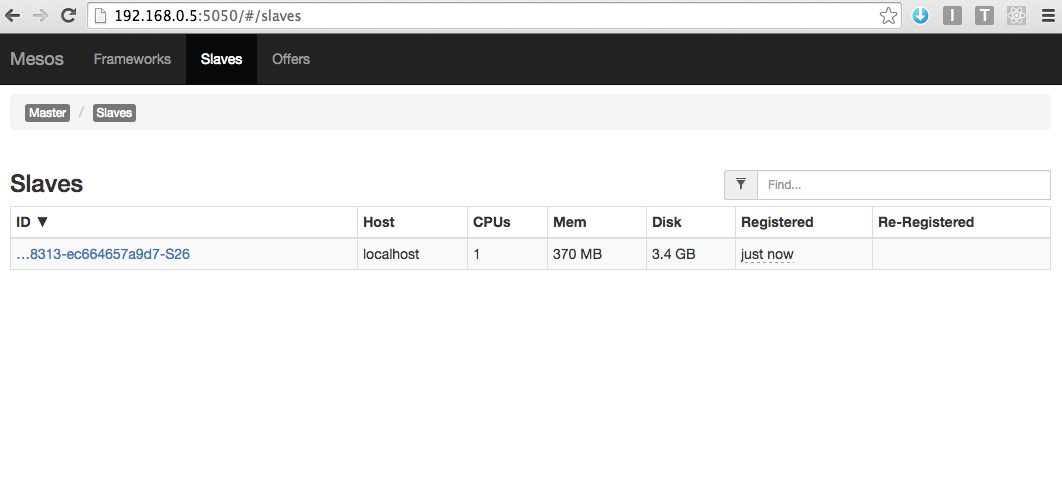 192.168.0.5:5050/#/slaves
I T
Mesos Frameworks Slaves Offers
Master / Slaves
Slaves
Find...
ID ▼ Host CPUs Mem Disk Registered Re-Registered
…8313-ec664657a9d7-S26 localhost 1 370 MB 3.4 GB just now